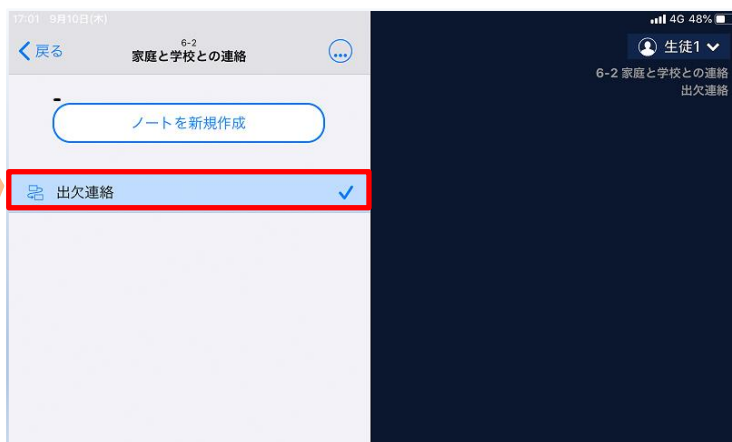 17:01 9月10日(木)
4G 48%
戻る
6-2
家庭と学校との連絡
生徒1
6-2 家庭と学校との連絡
出欠連絡
ノートを新規作成
出欠連絡